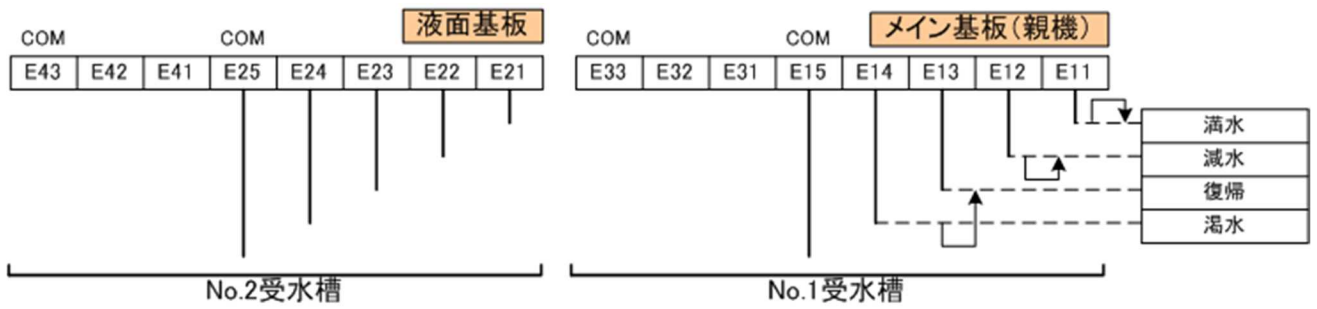 液面基板
メイン基板（親機）
COM COM COM COM
E43 E42 E41 E25 E24 E23 E22 E21 E33 E32 E31 E15 E14 E13 E12 E11
満水
減水
復帰
渇水
No.2受水槽 No.1受水槽